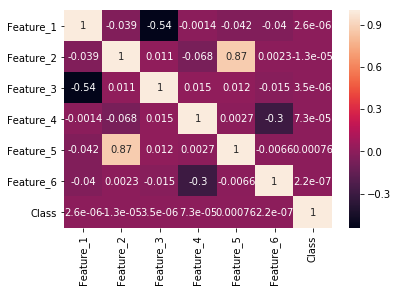 Feature_1 1 -0.039 -0.54 -0.0014 -0.042 -0.04 2.6e-06 0.9
Feature_2 -0.039 1 0.011 -0.068 0.87 0.0023 -1.3e-05 0.6
Feature_3 -0.54 0.011 1 0.015 0.012 -0.015 3.5e-06
Feature_4 -0.0014 -0.068 0.015 1 0.0027 -0.3 7.3e-05 0.3
Feature_5 -0.042 0.87 0.012 0.0027 1 -0.0066 0.00076 0.0
Feature_6 -0.04 0.0023 -0.015 -0.3 -0.0066 1 2.2e-07 −0.3
Class 2.6e-06 -1.3e-05 3.5e-06 7.3e-05 0.00076 2.2e-07 1
Feature_1 Feature_2 Feature_3 Feature_4 Feature_5 Feature_6 Class